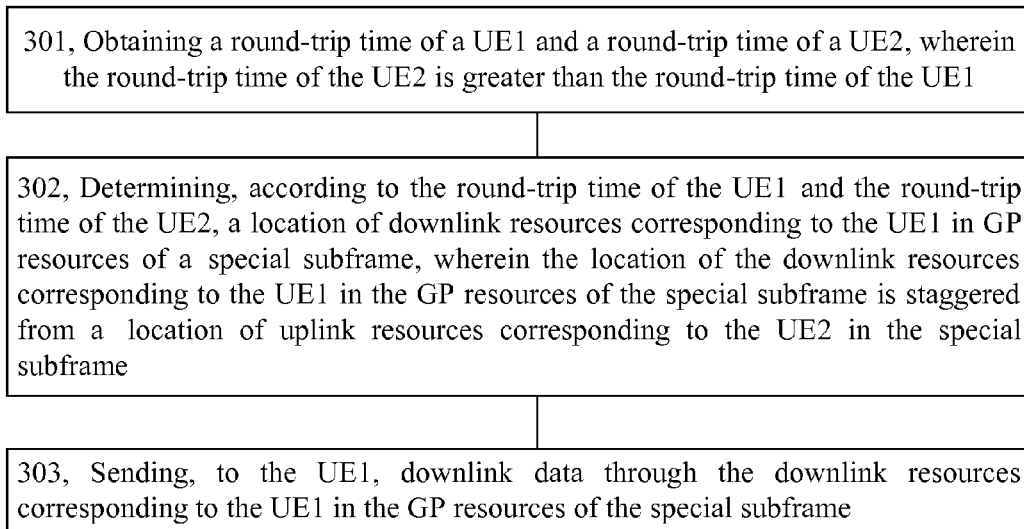 301, Obtaining a round-trip time of a UE1 and a round-trip time of a UE2, wherein
the round-trip time of the UE2 is greater than the round-trip time of the UE1
302, Determining, according to the round-trip time of the UE1 and the round-trip
time of the UE2, a location of downlink resources corresponding to the UE1 in GP
resources of a special subframe, wherein the location of the downlink resources
corresponding to the UE1 in the GP resources of the special subframe is staggered
from a location of uplink resources corresponding to the UE2 in the special
subframe
303, Sending, to the UE1, downlink data through the downlink resources
corresponding to the UE1 in the GP resources of the special subframe